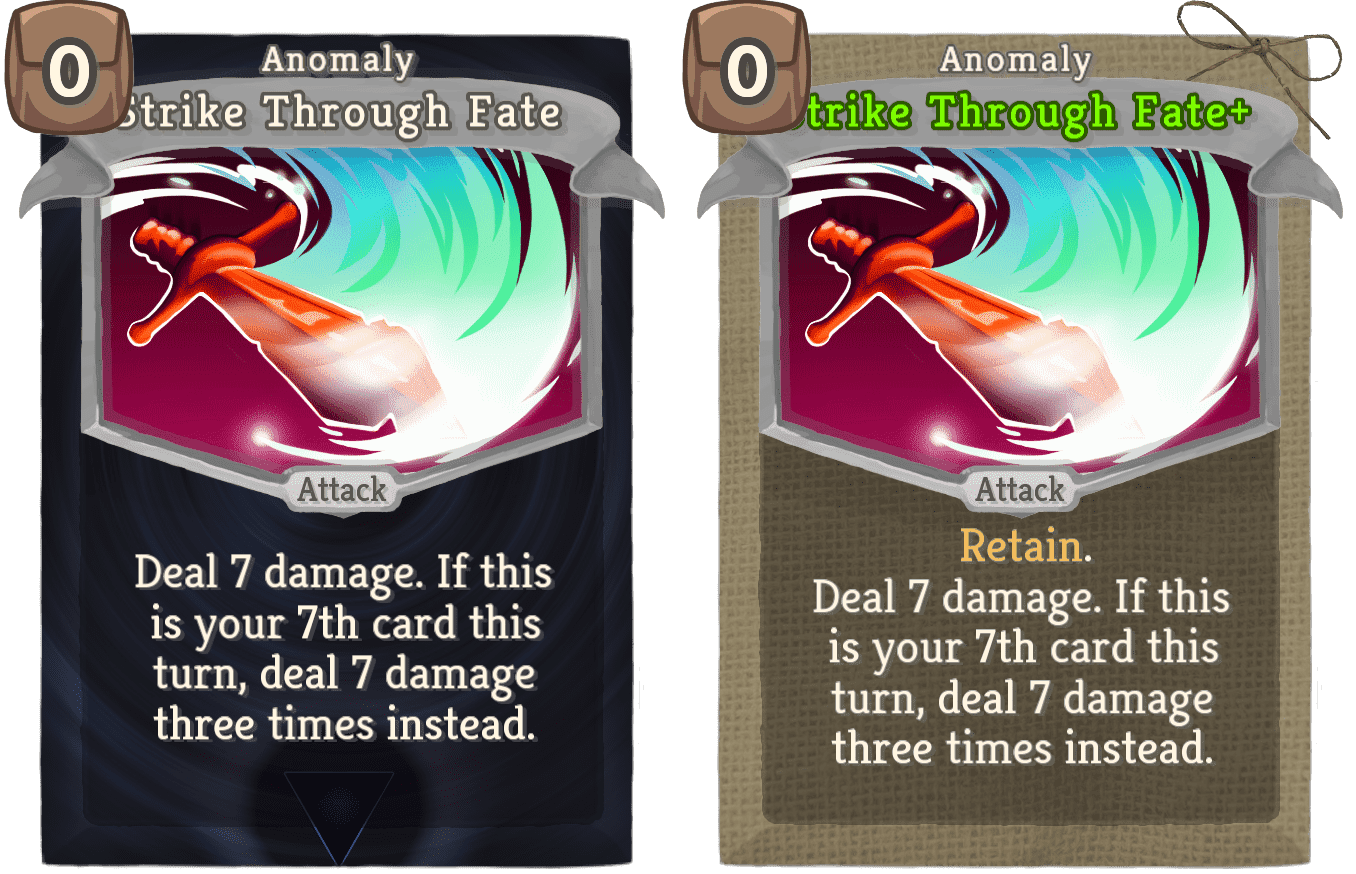 0
Anomaly
Strike Through Fate
Attack
Deal 7 damage. If this
is your 7th card this
turn, deal 7 damage
three times instead.
0
Anomaly
Strike Through Fate+
Attack
Retain.
Deal 7 damage. If this
is your 7th card this
turn, deal 7 damage
three times instead.